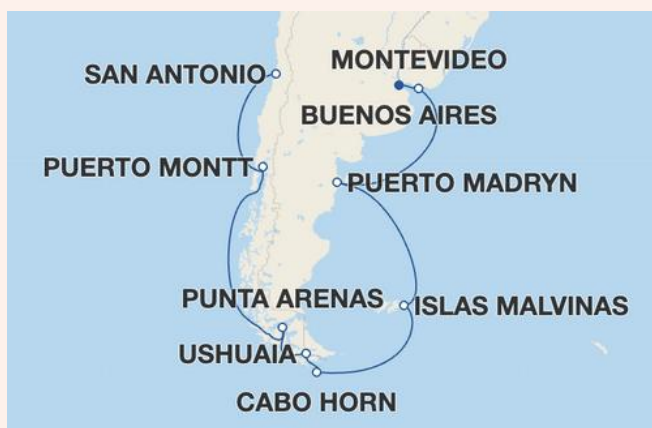 MONTEVIDEO
SAN ANTONIO
BUENOS AIRES
PUERTO MONTT
PUERTO MADRYN
PUNTA ARENAS
ISLAS MALVINAS
USHUAIA
CABO HORN